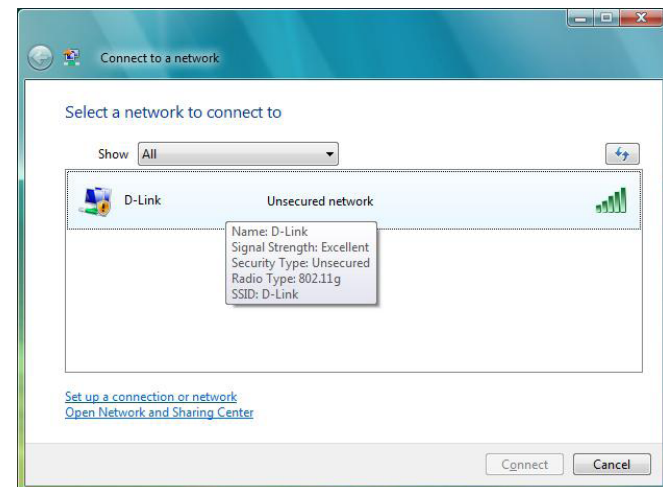 Connect to a network
Select a network to connect to
Show All
D-Link Unsecured network
Name: D-Link
Signal Strength: Excellent
Security Type: Unsecured
Radio Type: 802.11g
SSID: D-Link
Set up a connection or network
Open Network and Sharing Center
Connect Cancel